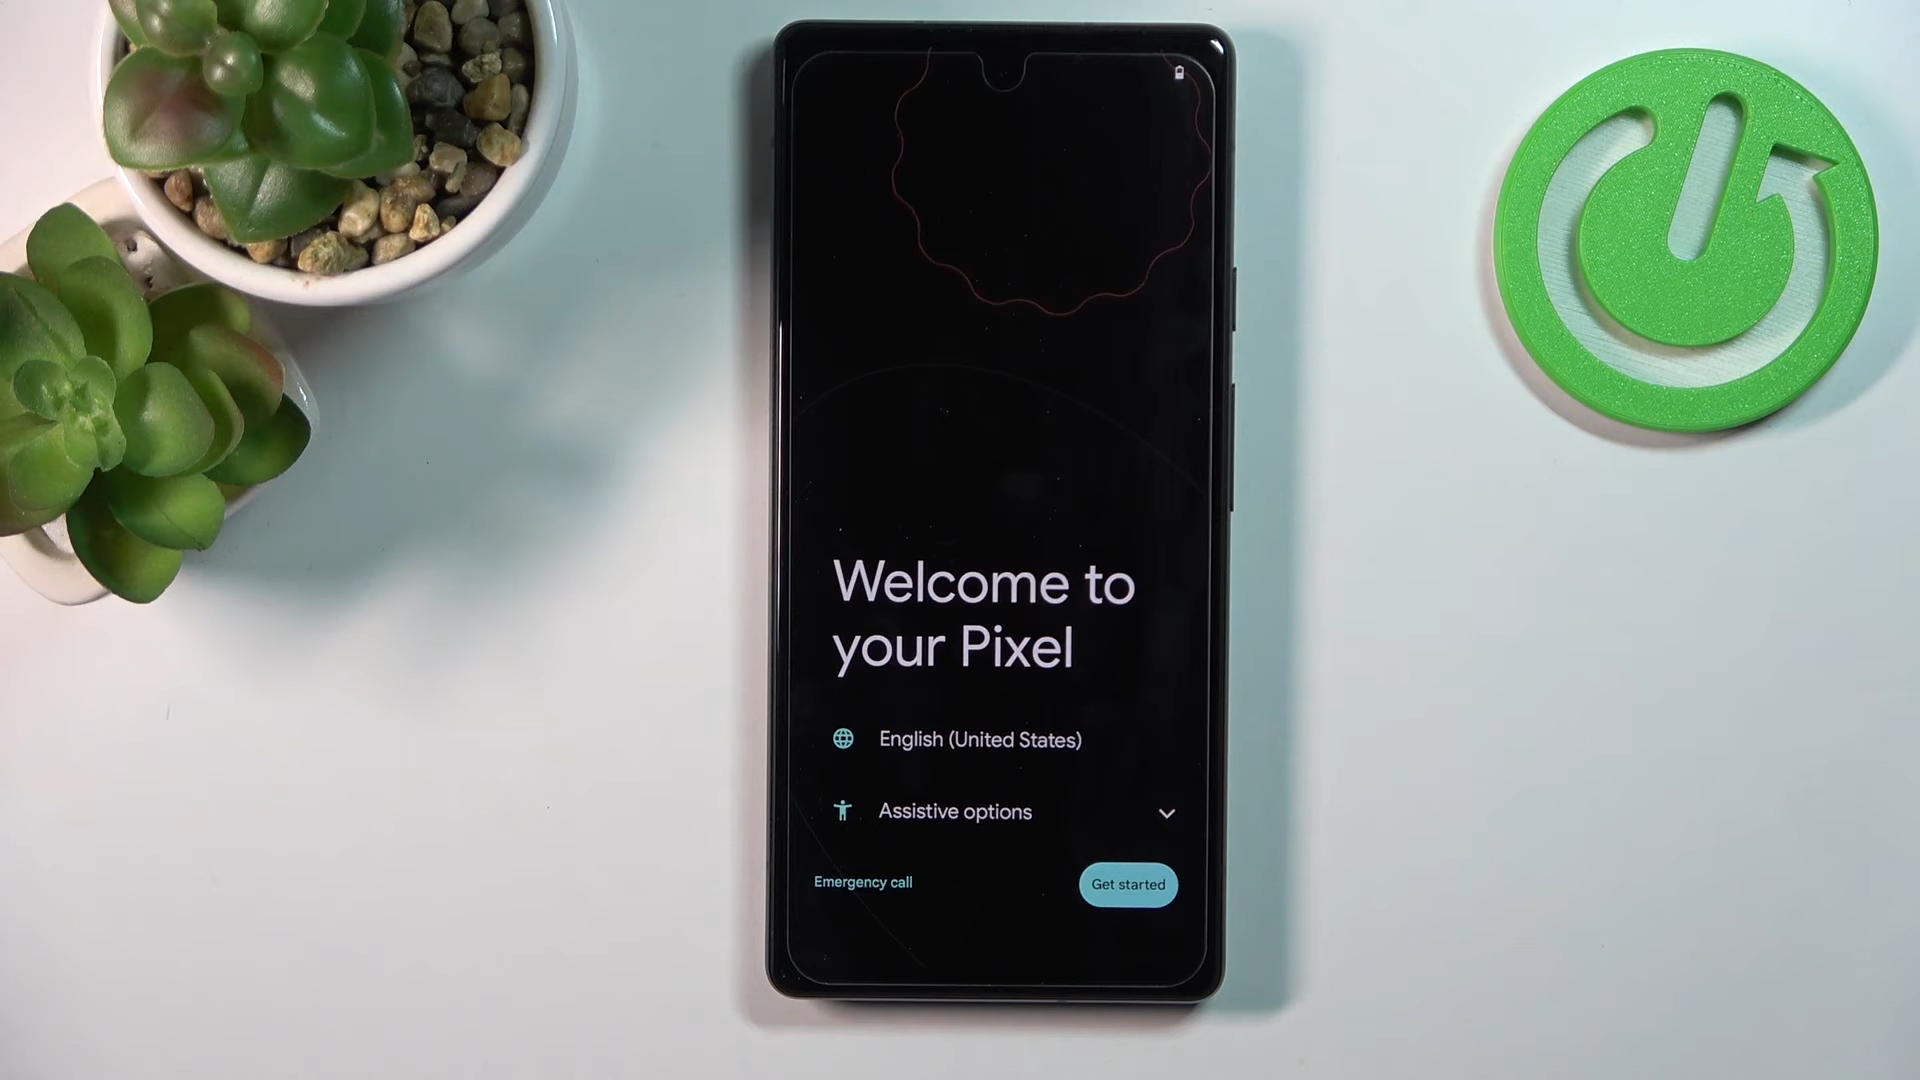 Welcome to
your Pixel
English (United States)
Assistive options
Emergency call
Get started